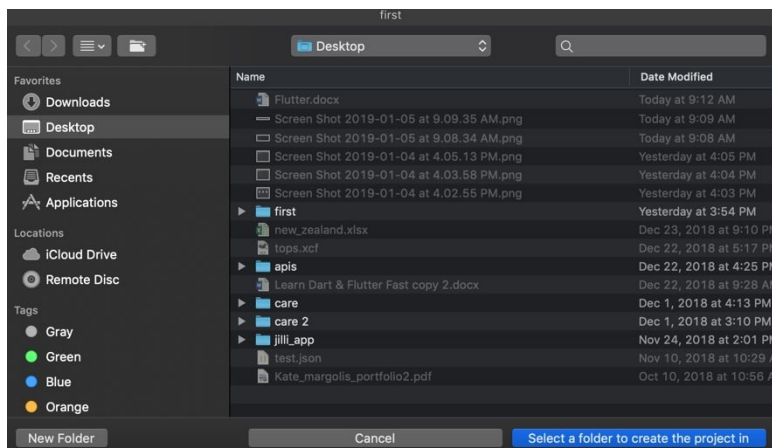 first
Desktop
Favorites
Downloads
Desktop
Documents
Recents
Applications
Locations
iCloud Drive
Remote Disc
Tags
Gray
Green
Blue
Orange
Name Date Modified
Flutter.docx Today at 9:12 AM
Screen Shot 2019-01-05 at 9.09.35 AM.png Today at 9:09 AM
Screen Shot 2019-01-05 at 9.08.34 AM.png Today at 9:08 AM
Screen Shot 2019-01-04 at 4.05.13 PM.png Yesterday at 4:05 PM
Screen Shot 2019-01-04 at 4.03.58 PM.png Yesterday at 4:04 PM
Screen Shot 2019-01-04 at 4.02.55 PM.png Yesterday at 4:03 PM
first Yesterday at 3:54 PM
new_zealand.xlsx Dec 23, 2018 at 9:10 PM
tops.xcf Dec 22, 2018 at 5:17 PM
apis Dec 22, 2018 at 4:25 PM
Learn Dart & Flutter Fast copy 2.docx Dec 22, 2018 at 9:28 AM
care Dec 1, 2018 at 4:13 PM
care 2 Dec 1, 2018 at 3:10 PM
jilli_app Nov 24, 2018 at 2:01 PM
test.json Nov 10, 2018 at 10:29 A
Kate_margolis_portfolio2.pdf Oct 10, 2018 at 10:56 A
New Folder Cancel Select a folder to create the project in